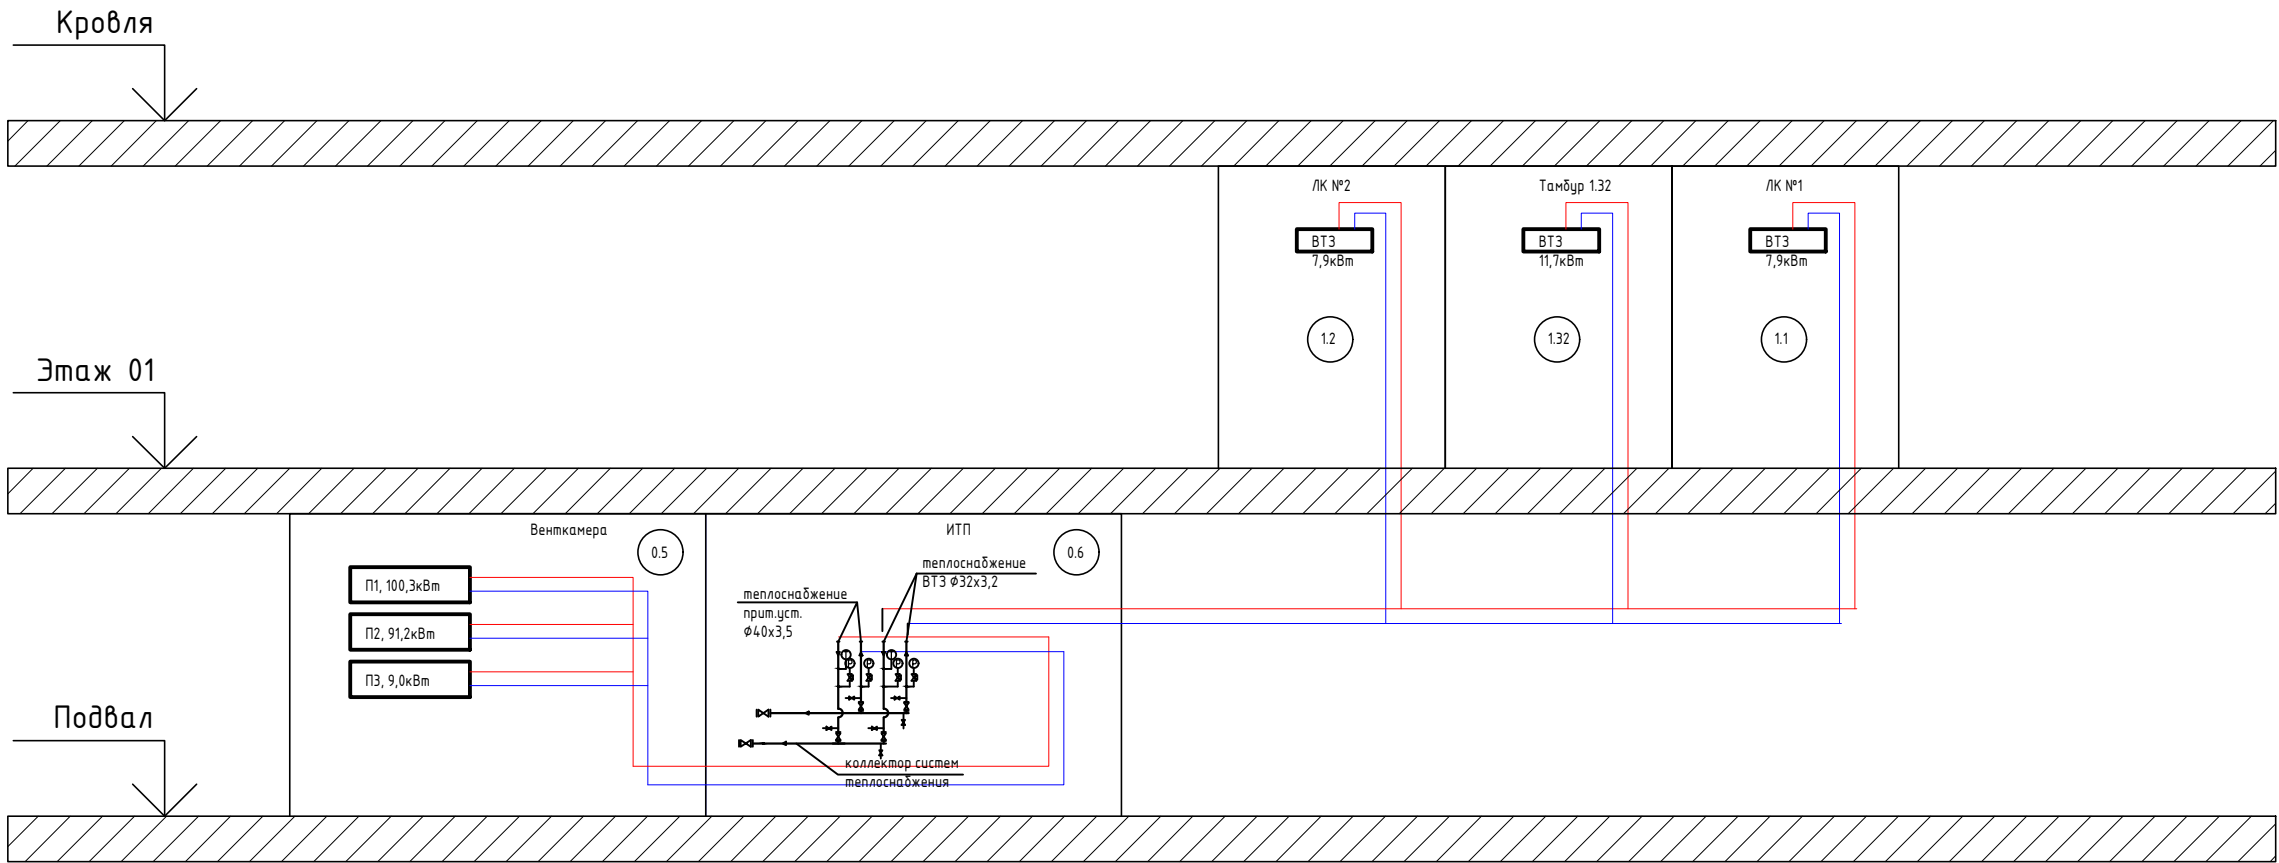 Кровля
ЛК №2
Тамбур 1.32
ЛК №1
ВТЗ
ВТЗ
ВТЗ
7,9кВт
11,7кВт
7,9кВт
1.2
1.32
1.1
Этаж 01
Венткамера
0.5
ИТП
0.6
П1, 100,3кВт
П2, 91,2кВт
П3, 9,0кВт
теплоснабжение
ВТЗ Ø32х3,2
теплоснабжение
прит.уст.
Ø40х3,5
Т
Р
Р
Т
Р
Р
Подвал
коллектор систем
теплоснабжения